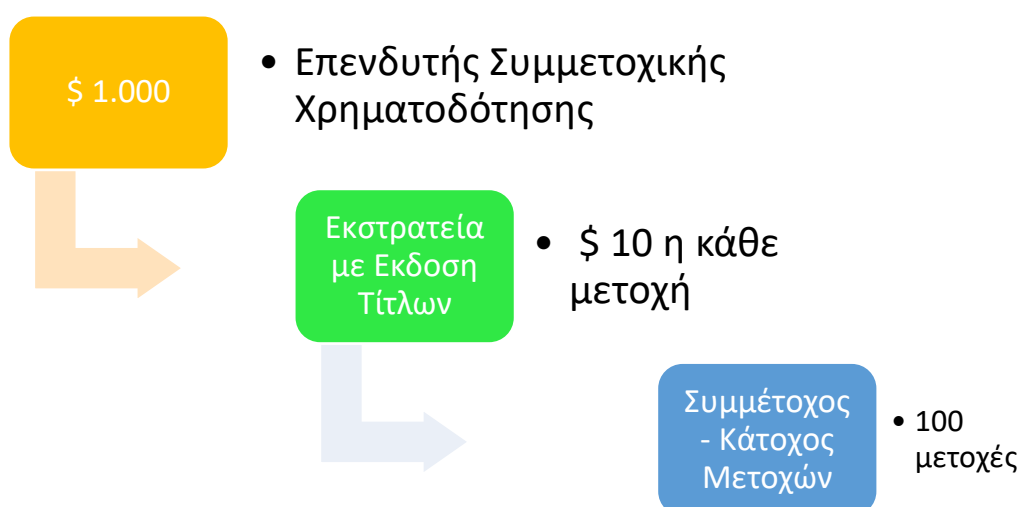 $ 1.000
• Επενδυτής Συμμετοχικής
Χρηματοδότησης
Εκστρατεία
με Εκδοση
Τίτλων
• $ 10 η κάθε
μετοχή
Συμμέτοχος
- Κάτοχος
Μετοχών
• 100
μετοχές